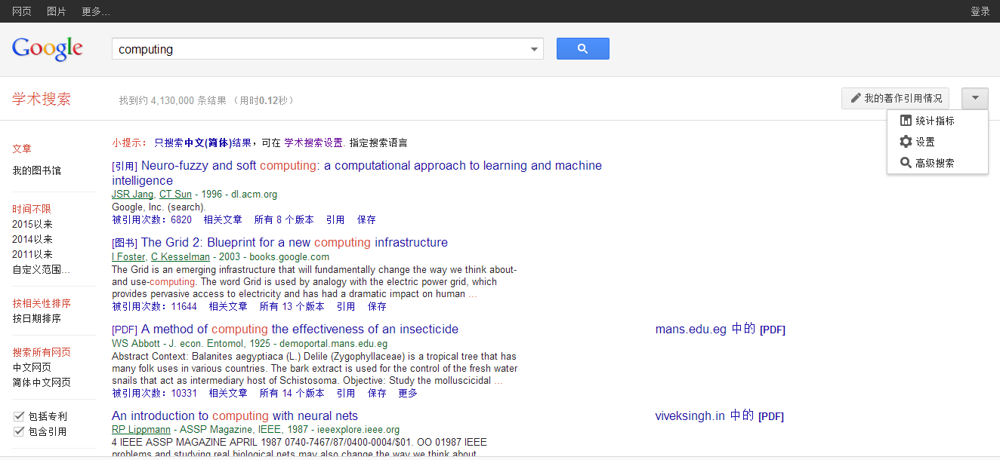 网页 图片 更多... 登录
Google computing
学术搜索 找到约 4,130,000 条结果 (用时0.12秒) 我的著作引用情况
统计指标
设置
高级搜索
文章
我的图书馆
时间不限
2015以来
2014以来
2011以来
自定义范围...
按相关性排序
按日期排序
搜索所有网页
中文网页
简体中文网页
包括专利
包含引用
小提示： 只搜索中文(简体)结果，可在 学术搜索设置. 指定搜索语言
[引用] Neuro-fuzzy and soft computing: a computational approach to learning and machine
intelligence
JSR Jang, CT Sun - 1996 - dl.acm.org
Google, Inc. (search).
被引用次数：6820 相关文章 所有 8 个版本 引用 保存
[图书] The Grid 2: Blueprint for a new computing infrastructure
I Foster, C Kesselman - 2003 - books.google.com
The Grid is an emerging infrastructure that will fundamentally change the way we think about-
and use-computing. The word Grid is used by analogy with the electric power grid, which
provides pervasive access to electricity and has had a dramatic impact on human ...
被引用次数：11644 相关文章 所有 13 个版本 引用 保存
[PDF] A method of computing the effectiveness of an insecticide mans.edu.eg 中的 [PDF]
WS Abbott - J. econ. Entomol, 1925 - demoportal.mans.edu.eg
Abstract Context: Balanites aegyptiaca (L.) Delile (Zygophyllaceae) is a tropical tree that has
many folk uses in various countries. The bark extract is used for the control of the fresh water
snails that act as intermediary host of Schistosoma. Objective: Study the molluscicidal ...
被引用次数：10331 相关文章 所有 14 个版本 引用 保存 更多
An introduction to computing with neural nets viveksingh.in 中的 [PDF]
RP Lippmann - ASSP Magazine, IEEE, 1987 - ieeexplore.ieee.org
4 IEEE ASSP MAGAZINE APRIL 1987 0740-7467/87/0400-0004/$01. OO 01987 IEEE
problems and studying real biological nets may also change the way we think about